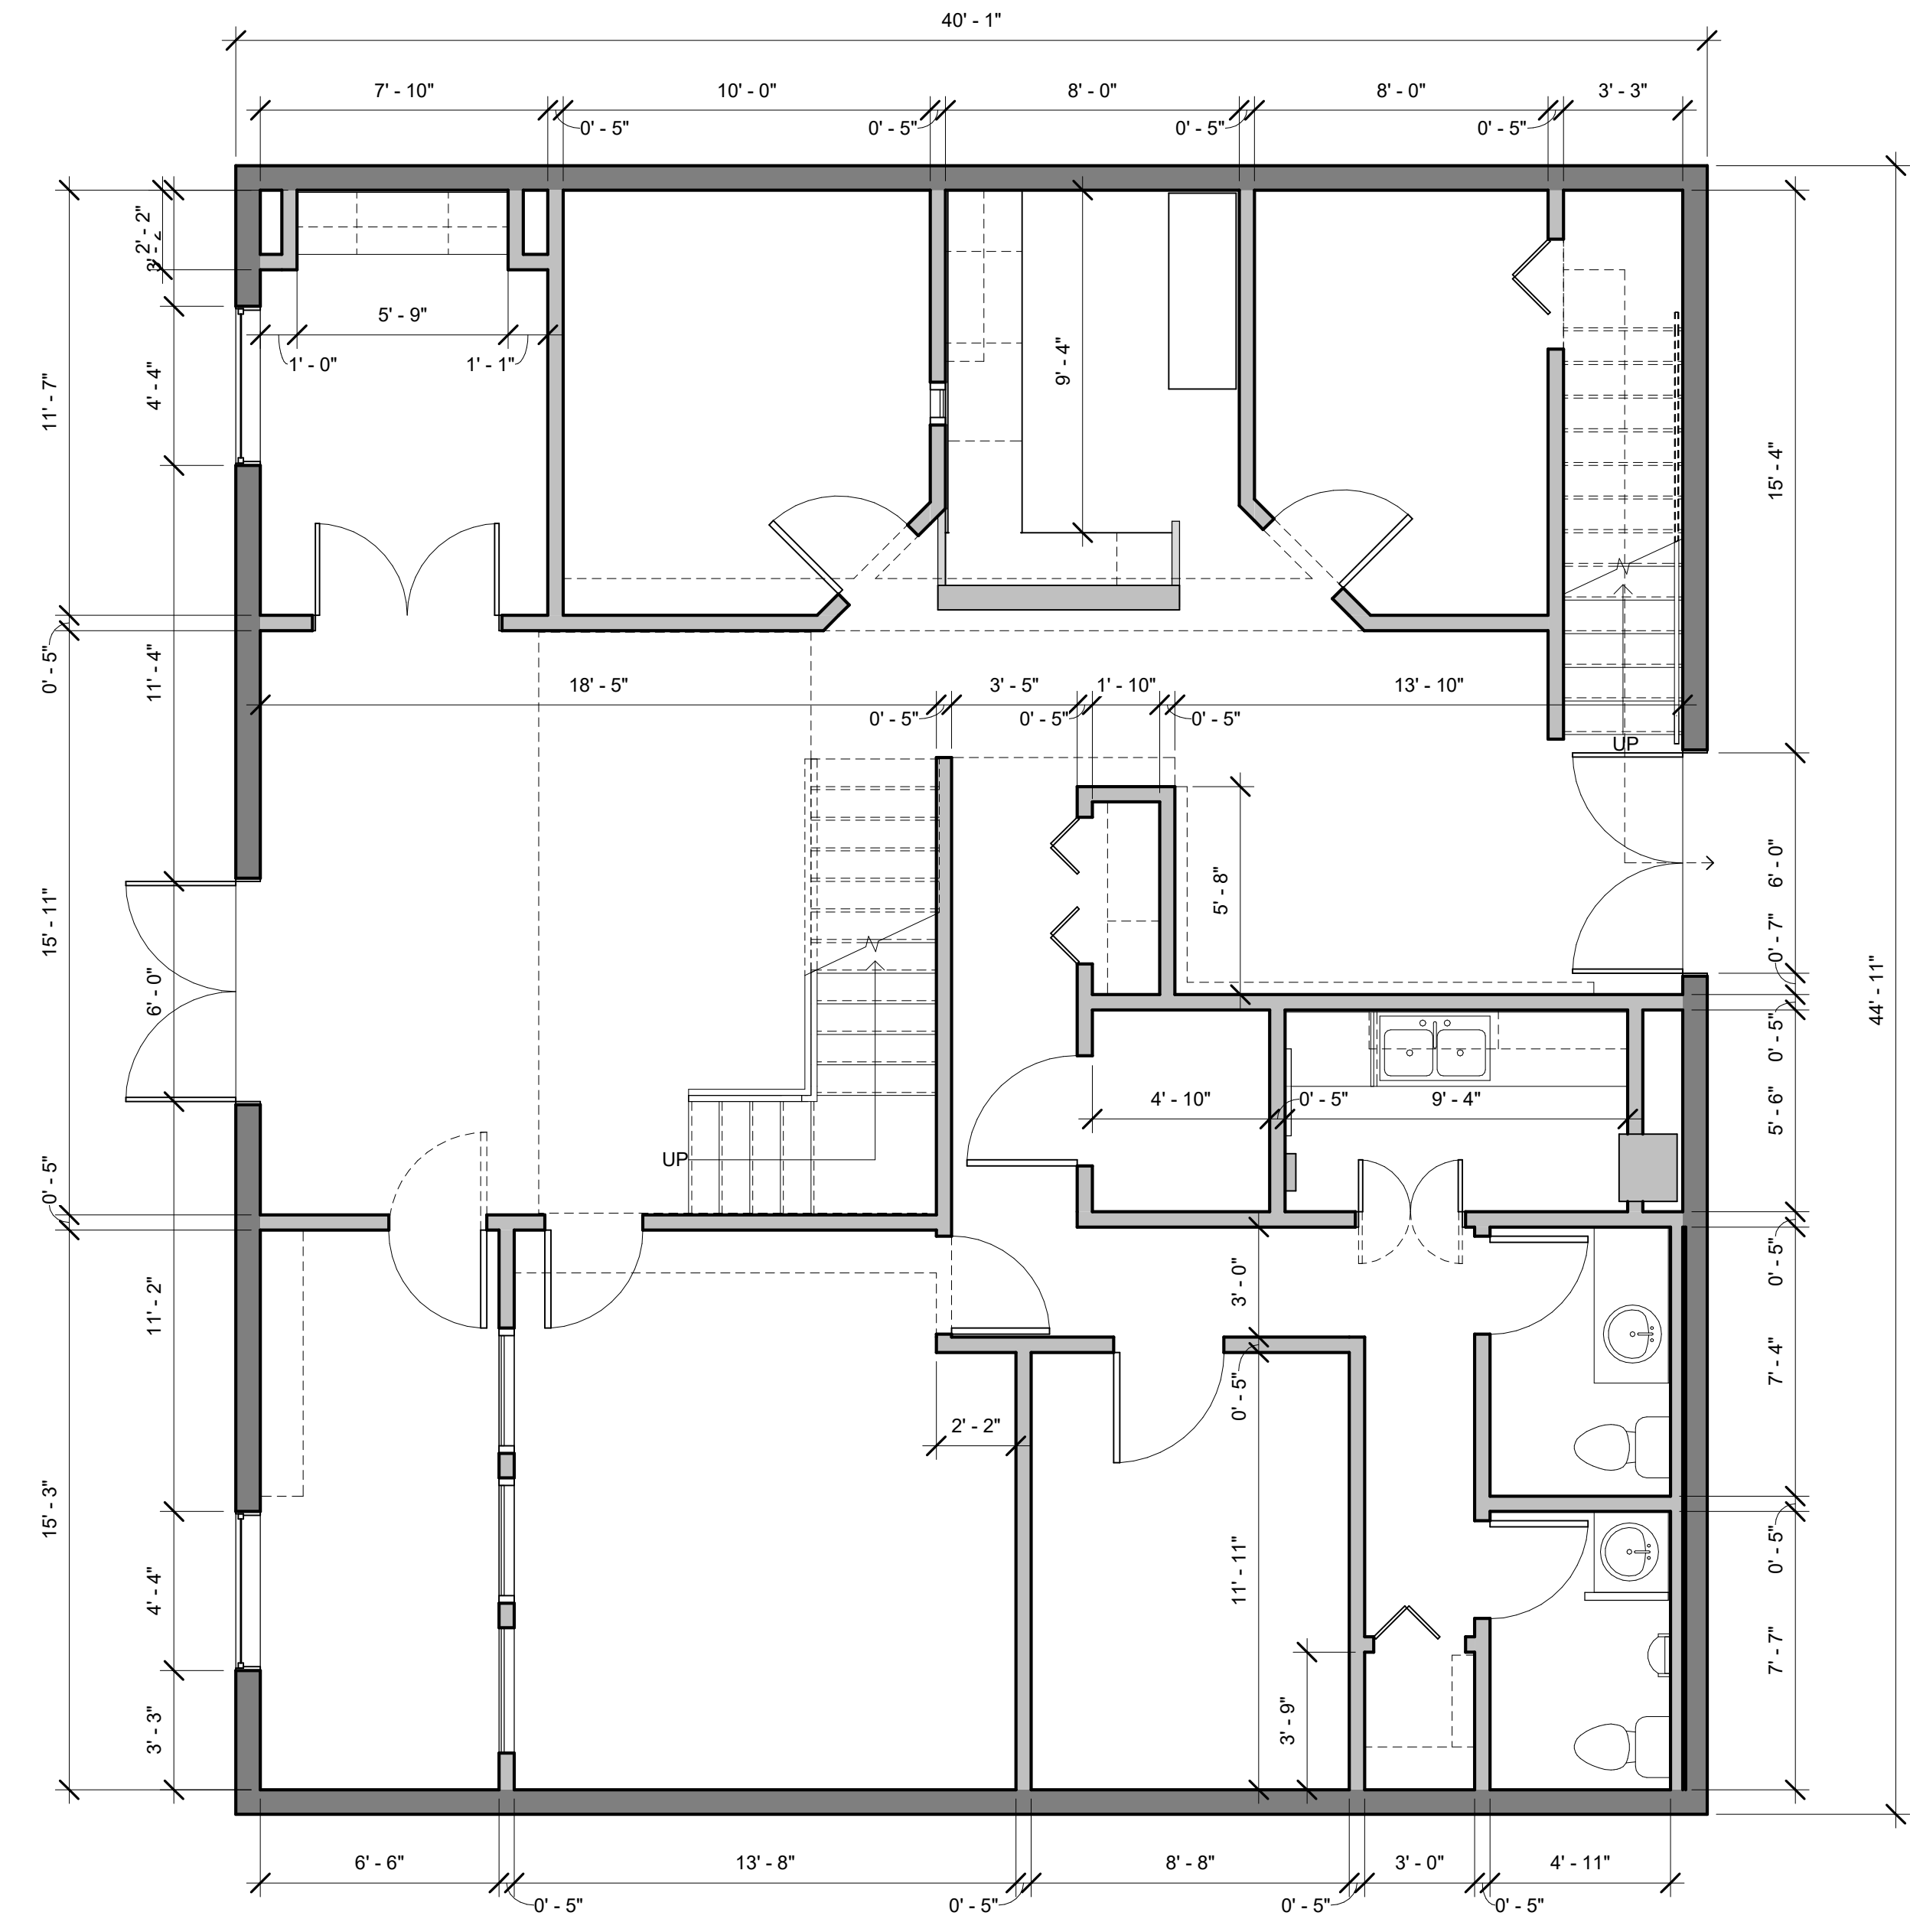 40' - 1"
7' - 10"
10' - 0"
8' - 0"
8' - 0"
3' - 3"
0' - 5"
0' - 5"
0' - 5"
0' - 5"
2' - 2"
3' - 2"
5' - 9"
1' - 0"
1' - 1"
9' - 4"
4' - 4"
11' - 7"
15' - 4"
0' - 5"
11' - 4"
18' - 5"
3' - 5"
1' - 10"
13' - 10"
0' - 5"
0' - 5"
0' - 5"
UP
5' - 8"
6' - 0"
0' - 7"
15' - 11"
6' - 0"
44' - 11"
0' - 5"
4' - 10"
0' - 5"
9' - 4"
5' - 6"
UP
0' - 5"
11' - 2"
3' - 0"
0' - 5"
7' - 4"
0' - 5"
2' - 2"
15' - 3"
4' - 4"
11' - 11"
0' - 5"
7' - 7"
3' - 9"
3' - 3"
6' - 6"
13' - 8"
8' - 8"
3' - 0"
4' - 11"
0' - 5"
0' - 5"
0' - 5"
0' - 5"